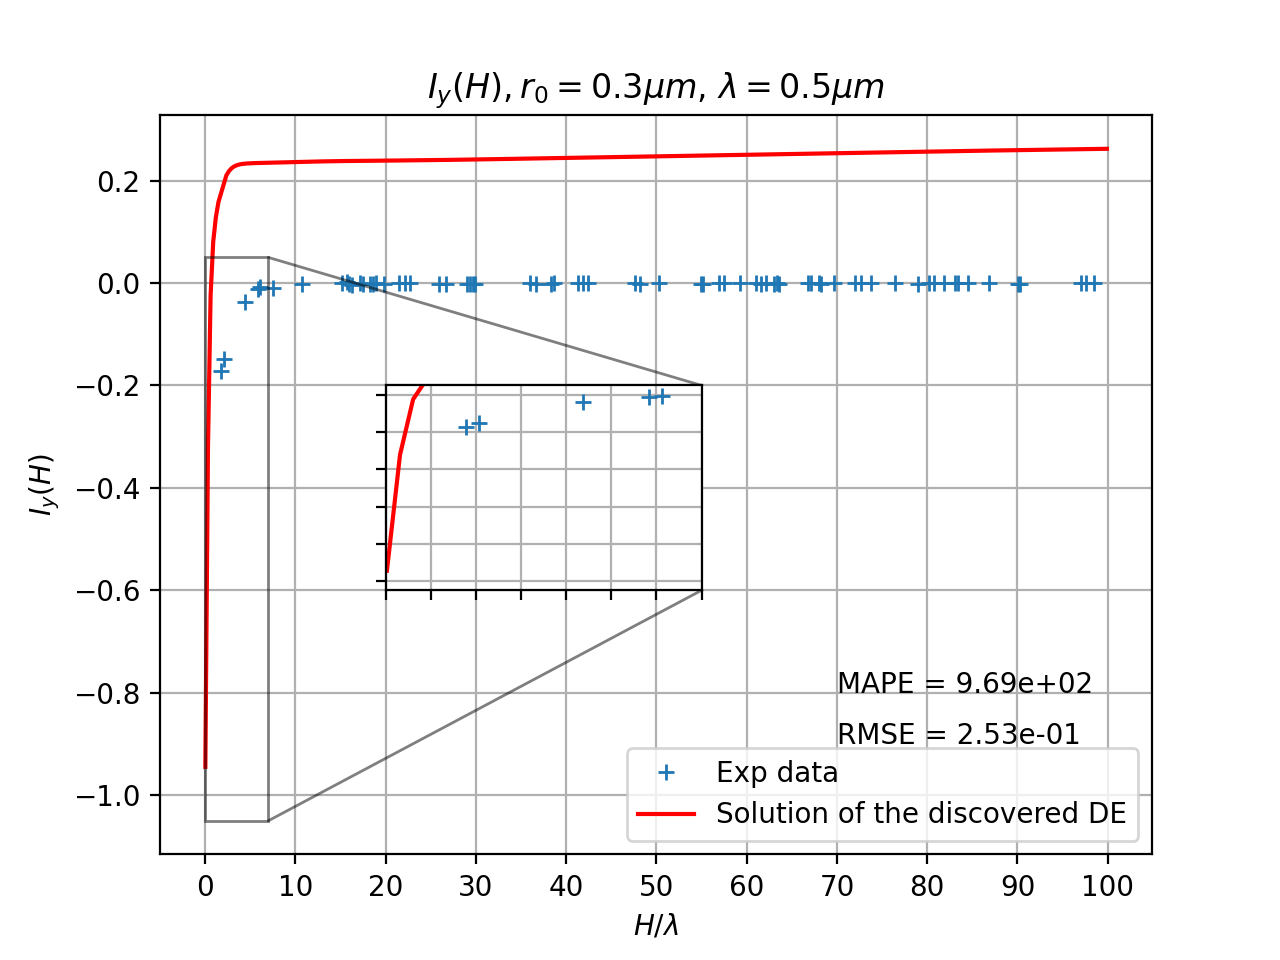 I_y(H), r_0 = 0.3μm, λ = 0.5μm
0.2
0.0
−0.2
−0.4
−0.6
−0.8
−1.0
I_y(H)
MAPE = 9.69e+02
RMSE = 2.53e-01
Exp data
Solution of the discovered DE
0 10 20 30 40 50 60 70 80 90 100
H/λ